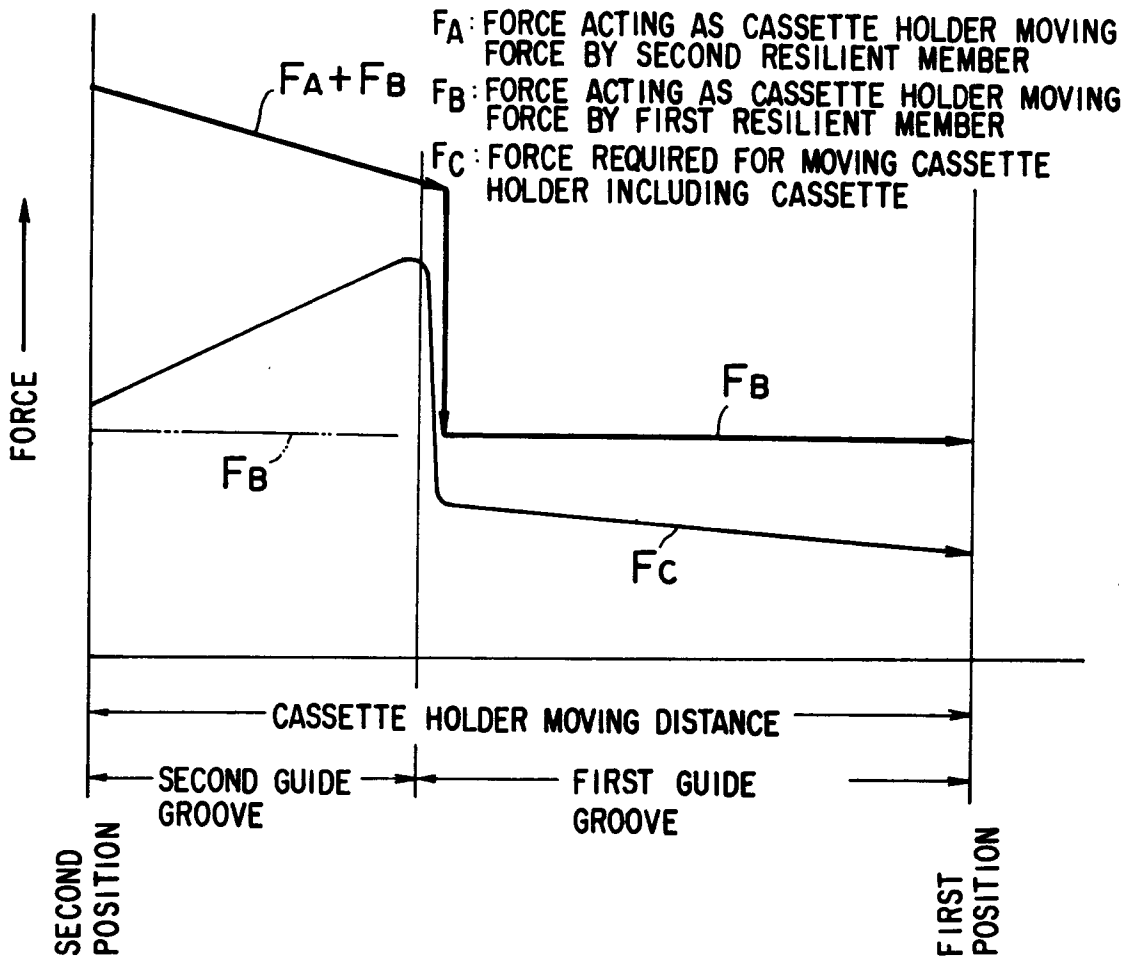 FA: FORCE ACTING AS CASSETTE HOLDER MOVING
FORCE BY SECOND RESILIENT MEMBER
FB: FORCE ACTING AS CASSETTE HOLDER MOVING
FORCE BY FIRST RESILIENT MEMBER
FC: FORCE REQUIRED FOR MOVING CASSETTE
HOLDER INCLUDING CASSETTE
FA+FB
FORCE
FB
FB
FC
CASSETTE HOLDER MOVING DISTANCE
SECOND GUIDE
GROOVE
FIRST GUIDE
GROOVE
SECOND
POSITION
FIRST
POSITION